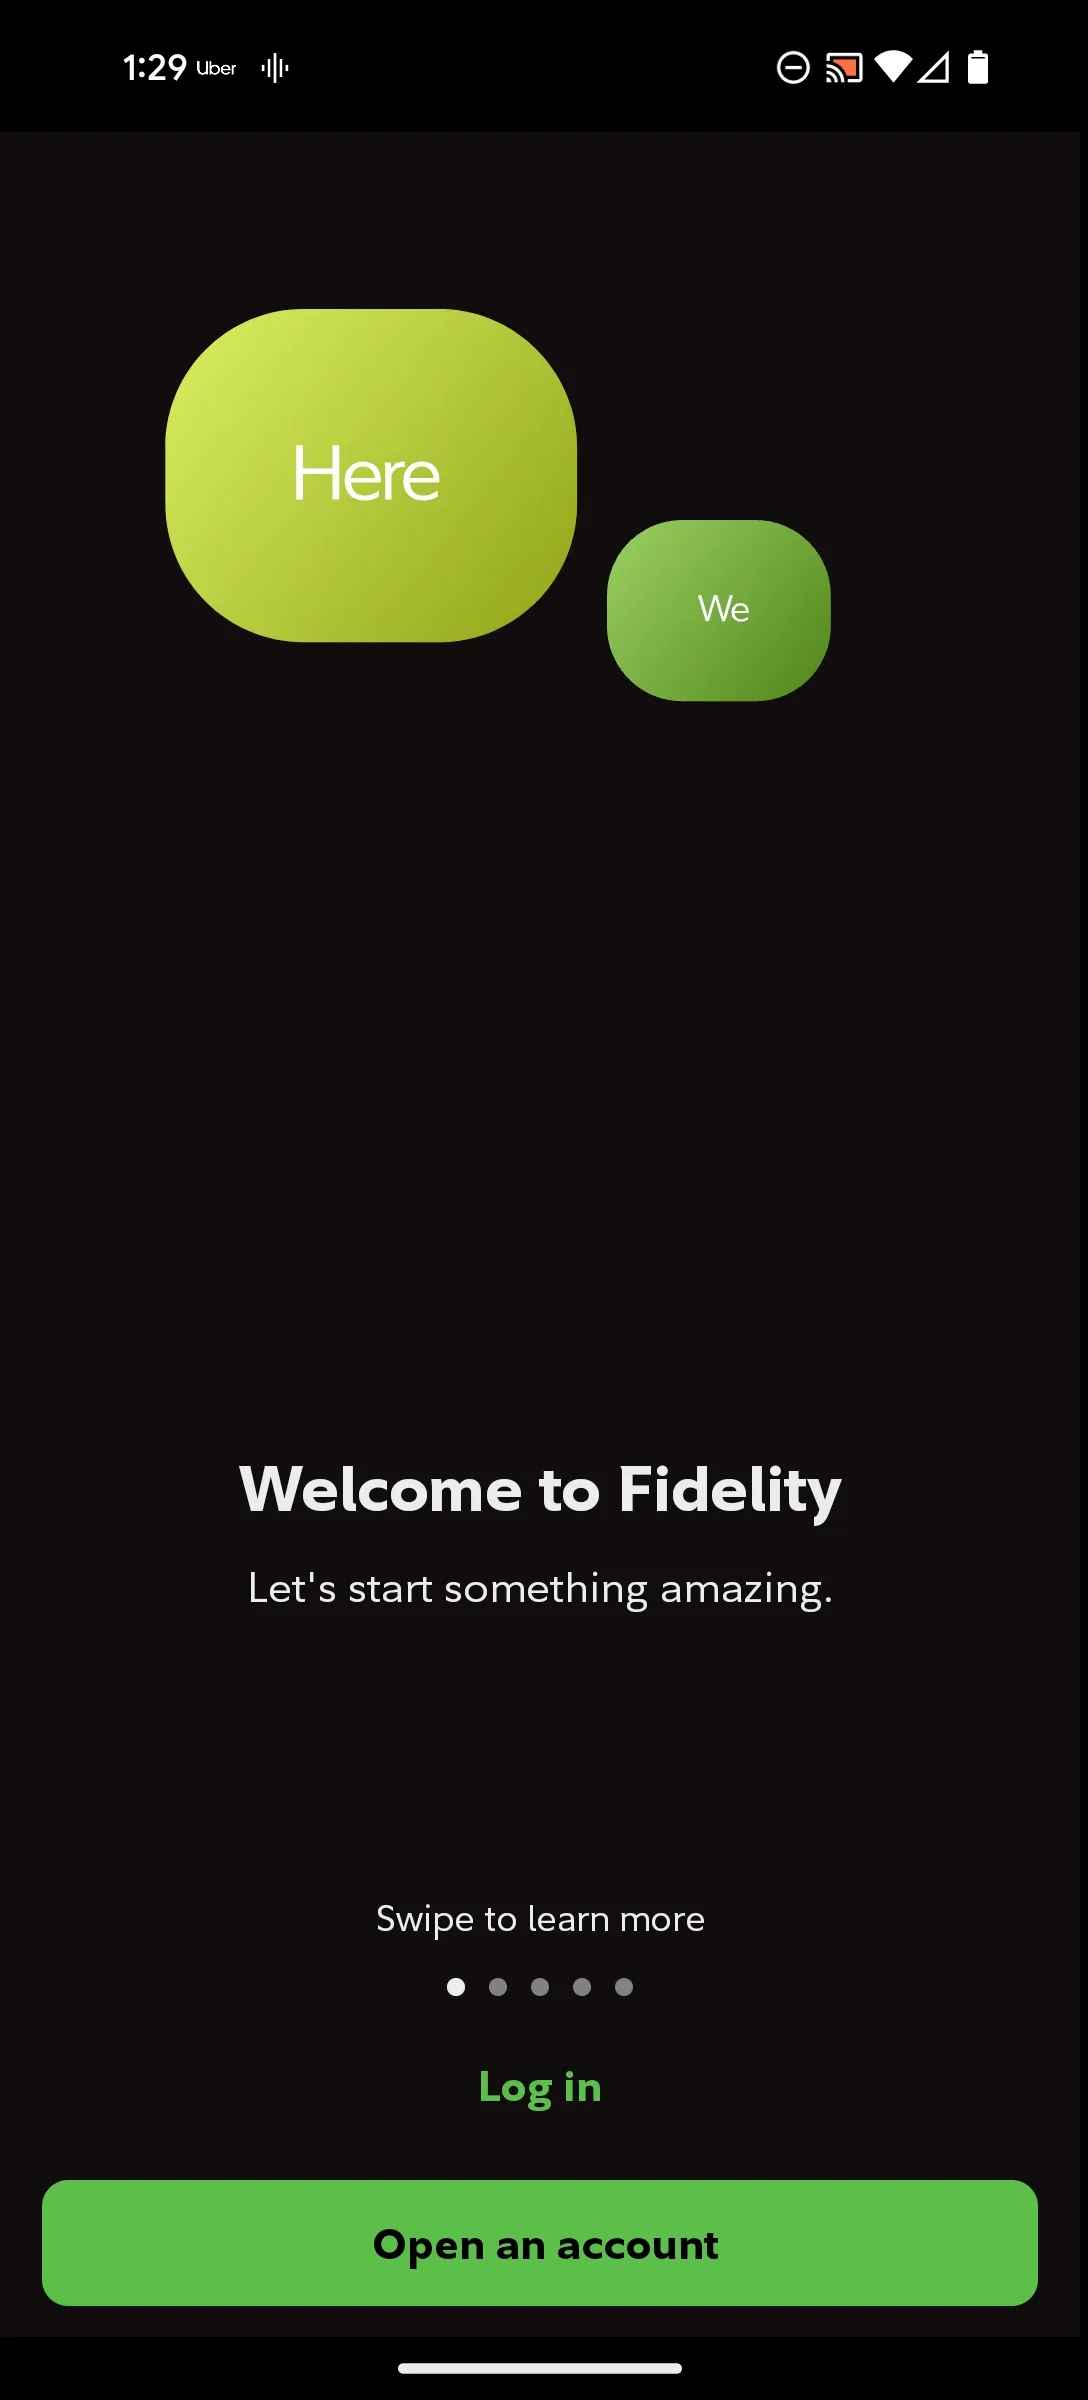 1:29 Uber
Here
We
Welcome to Fidelity
Let's start something amazing.
Swipe to learn more
Log in
Open an account